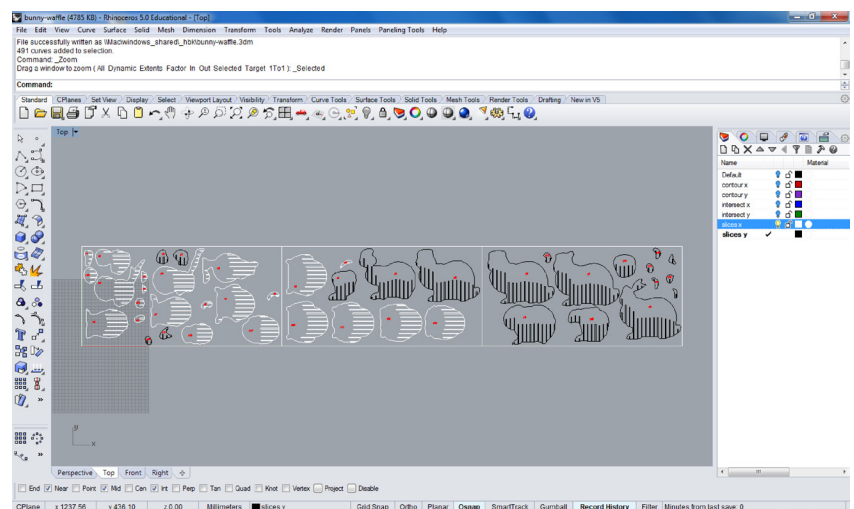 bunny-waffle (4785 KB) - Rhinoceros 5.0 Educational - [Top]
File Edit View Curve Surface Solid Mesh Dimension Transform Tools Analyze Render Panels Paneling Tools Help
File successfully written as \\Mac\windows_shared\_hbk\bunny-waffle.3dm
491 curves added to selection.
Command: _Zoom
Drag a window to zoom ( All Dynamic Extents Factor In Out Selected Target 1To1 ): _Selected
Command:
Standard CPlanes Set View Display Select Viewport Layout Visibility Transform Curve Tools Surface Tools Solid Tools Mesh Tools Render Tools Drafting New in V5
Top
Name Material
Default
contour x
contour y
intersect x
intersect y
slices x
slices y
y
x
Perspective Top Front Right
End Near Point Mid Cen Int Perp Tan Quad Knot Vertex Project Disable
CPlane x 1237.56 y 436.10 z 0.00 Millimeters slices y Grid Snap Ortho Planar Osnap SmartTrack Gumball Record History Filter Minutes from last save: 0